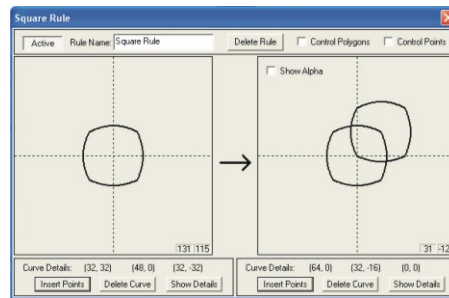 Square Rule
Active Rule Name: Square Rule Delete Rule Control Polygons Control Points
Show Alpha
131 115
31 -12
Curve Details: (32, 32) (48, 0) (32, -32)
Insert Points Delete Curve Show Details
Curve Details: (64, 0) (32, -16) (0, 0)
Insert Points Delete Curve Show Details